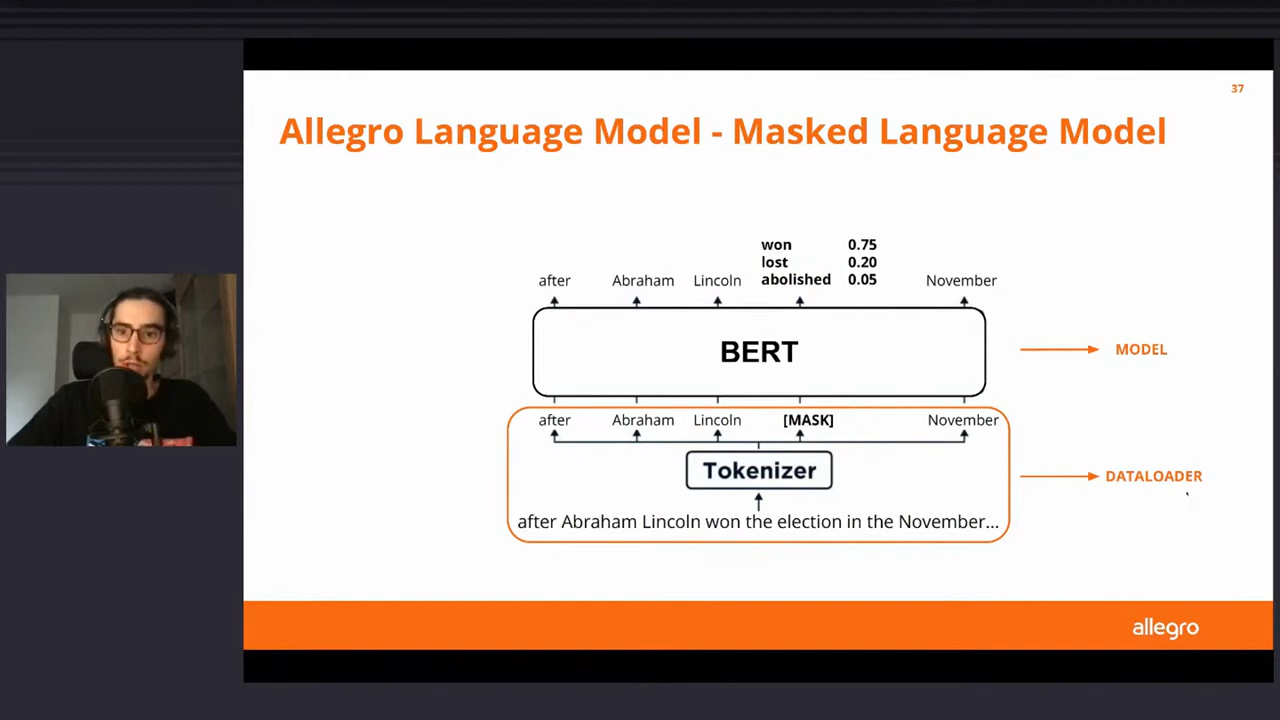 37
Allegro Language Model - Masked Language Model
won 0.75
lost 0.20
abolished 0.05
after Abraham Lincoln November
BERT
MODEL
after Abraham Lincoln [MASK] November
Tokenizer
DATALOADER
after Abraham Lincoln won the election in the November...
allegro